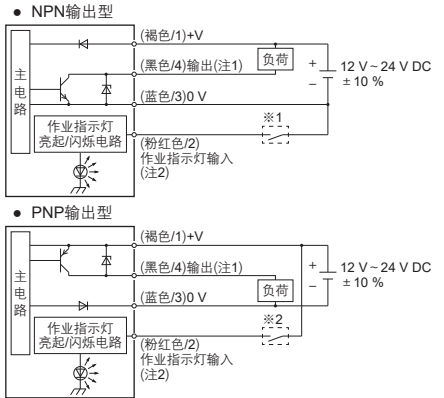 ● NPN输出型
(褐色/1)+V
(黑色/4)输出(注1)
负荷
+
−
12 V~24 V DC
±10 %
主电路
(蓝色/3)0 V
※1
作业指示灯
亮起/闪烁电路
(粉红色/2)
作业指示灯输入
(注2)
● PNP输出型
(褐色/1)+V
(黑色/4)输出(注1)
+
−
12 V~24 V DC
±10 %
主电路
负荷
(蓝色/3)0 V
※2
作业指示灯
亮起/闪烁电路
(粉红色/2)
作业指示灯输入
(注2)